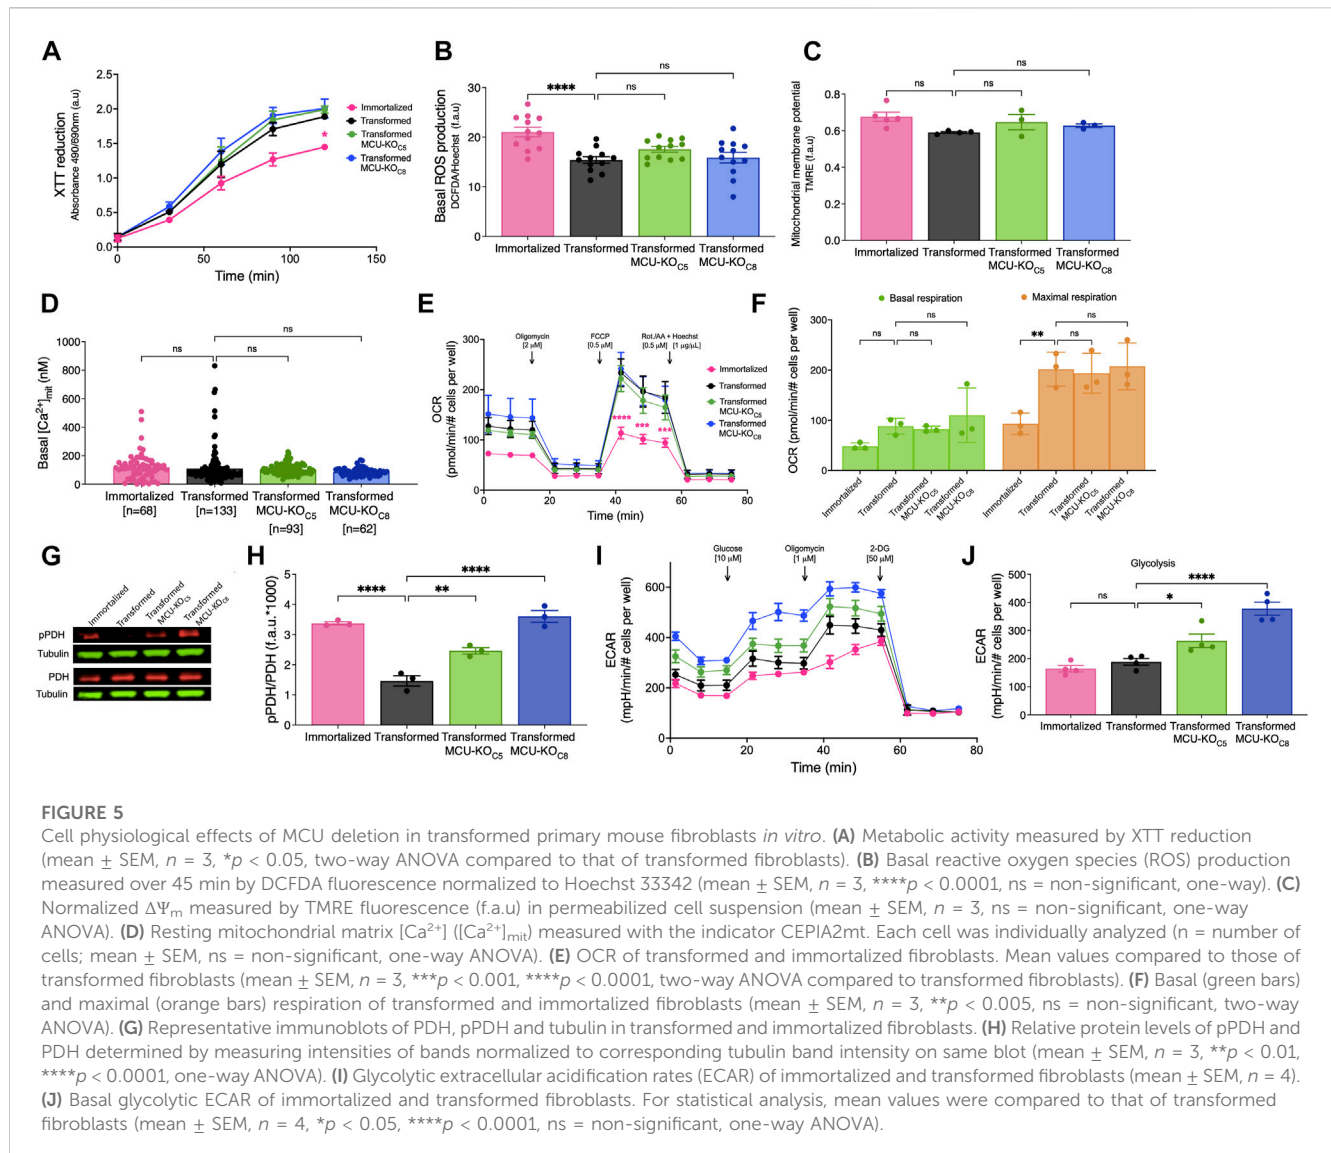 A
XTT reduction
Absorbance 490/690nm (a.u)
2.5
2.0
1.5
1.0
0.5
0.0
0
50
100
150
Time (min)
Immortalized
Transformed
Transformed
MCU-KOC5
Transformed
MCU-KOC8
*
B
Basal ROS production
DCFDA/Hoechst (f.a.u)
30
20
10
0
ns
****
ns
Immortalized
Transformed
Transformed
MCU-KOC5
Transformed
MCU-KOC8
C
Mitochondrial membrane potential
TMRE (f.a.u)
0.8
0.6
0.4
0.2
0.0
ns
ns
ns
Immortalized
Transformed
Transformed
MCU-KOC5
Transformed
MCU-KOC8
D
Basal [Ca²⁺]mit (nM)
1000
800
600
400
200
0
ns
ns
ns
Immortalized
[n=68]
Transformed
[n=133]
Transformed
MCU-KOC5
[n=93]
Transformed
MCU-KOC8
[n=62]
E
OCR
(pmol/min/# cells per well)
300
200
100
0
0
20
40
60
80
Time (min)
Oligomycin
[2 µM]
FCCP
[0.5 µM]
Rot./AA + Hoechst
[0.5 µM] [1 µg/µL]
Immortalized
Transformed
Transformed
MCU-KOC5
Transformed
MCU-KOC8
****
***
***
F
Basal respiration
Maximal respiration
OCR (pmol/min/# cells per well)
300
200
100
0
ns
ns
ns
ns
**
ns
Immortalized
Transformed
Transformed
MCU-KOC5
Transformed
MCU-KOC8
Immortalized
Transformed
Transformed
MCU-KOC5
Transformed
MCU-KOC8
G
Immortalized
Transformed
Transformed
MCU-KOC5
Transformed
MCU-KOC8
pPDH
Tubulin
PDH
Tubulin
H
pPDH/PDH (f.a.u.*1000)
5
4
3
2
1
0
****
****
**
Immortalized
Transformed
Transformed
MCU-KOC5
Transformed
MCU-KOC8
I
ECAR
(mpH/min/# cells per well)
600
400
200
0
0
20
40
60
80
Time (min)
Glucose
[10 µM]
Oligomycin
[1 µM]
2-DG
[50 µM]
J
Glycolysis
ECAR
(mpH/min/# cells per well)
500
400
300
200
100
0
****
ns
*
Immortalized
Transformed
Transformed
MCU-KOC5
Transformed
MCU-KOC8
FIGURE 5
Cell physiological effects of MCU deletion in transformed primary mouse fibroblasts in vitro. (A) Metabolic activity measured by XTT reduction
(mean ± SEM, n = 3, *p < 0.05, two-way ANOVA compared to that of transformed fibroblasts). (B) Basal reactive oxygen species (ROS) production
measured over 45 min by DCFDA fluorescence normalized to Hoechst 33342 (mean ± SEM, n = 3, ****p < 0.0001, ns = non-significant, one-way). (C)
Normalized ΔΨm measured by TMRE fluorescence (f.a.u) in permeabilized cell suspension (mean ± SEM, n = 3, ns = non-significant, one-way
ANOVA). (D) Resting mitochondrial matrix [Ca²⁺] ([Ca²⁺]mit) measured with the indicator CEPIA2mt. Each cell was individually analyzed (n = number of
cells; mean ± SEM, ns = non-significant, one-way ANOVA). (E) OCR of transformed and immortalized fibroblasts. Mean values compared to those of
transformed fibroblasts (mean ± SEM, n = 3, ***p < 0.001, ****p < 0.0001, two-way ANOVA compared to transformed fibroblasts). (F) Basal (green bars)
and maximal (orange bars) respiration of transformed and immortalized fibroblasts (mean ± SEM, n = 3, **p < 0.005, ns = non-significant, two-way
ANOVA). (G) Representative immunoblots of PDH, pPDH and tubulin in transformed and immortalized fibroblasts. (H) Relative protein levels of pPDH and
PDH determined by measuring intensities of bands normalized to corresponding tubulin band intensity on same blot (mean ± SEM, n = 3, **p < 0.01,
****p < 0.0001, one-way ANOVA). (I) Glycolytic extracellular acidification rates (ECAR) of immortalized and transformed fibroblasts (mean ± SEM, n = 4).
(J) Basal glycolytic ECAR of immortalized and transformed fibroblasts. For statistical analysis, mean values were compared to that of transformed
fibroblasts (mean ± SEM, n = 4, *p < 0.05, ****p < 0.0001, ns = non-significant, one-way ANOVA).